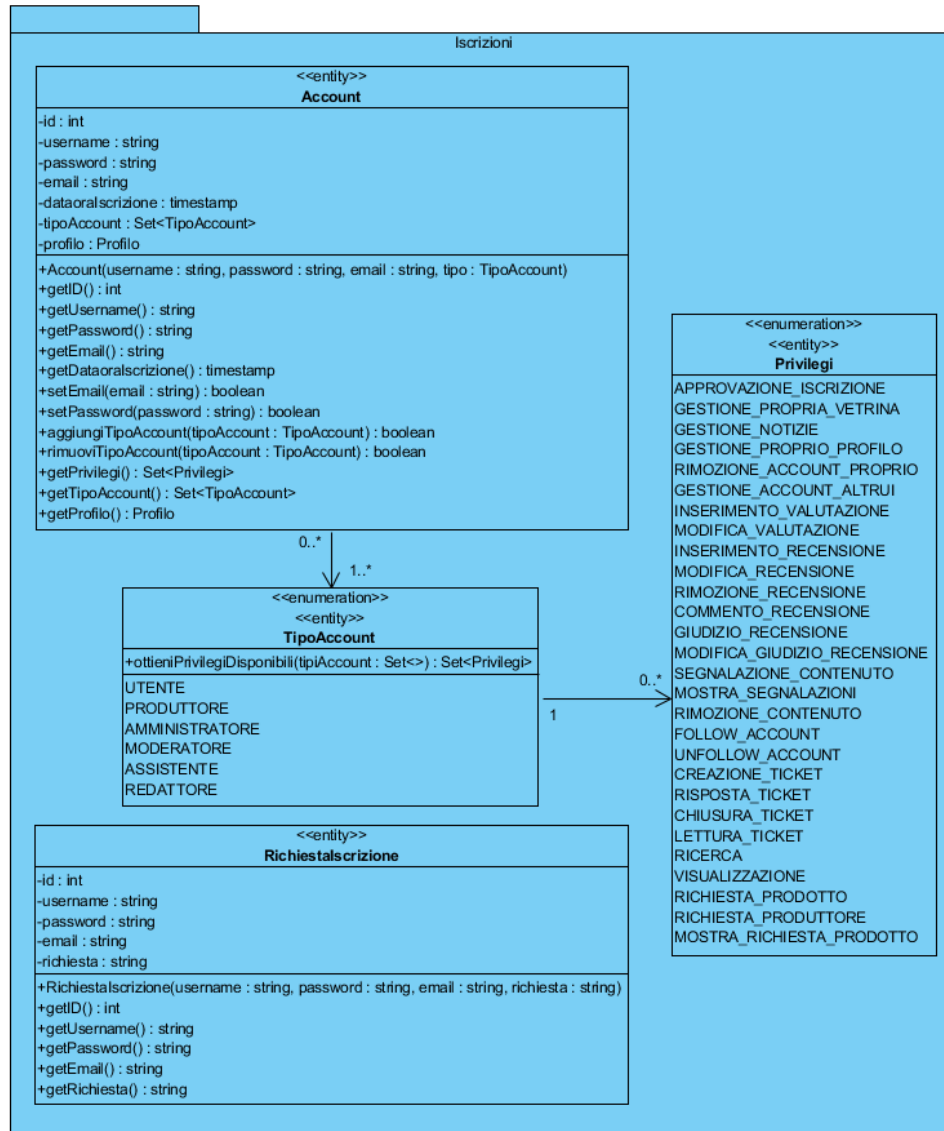 Iscrizioni
<<entity>>
Account
-id : int
-username : string
-password : string
-email : string
-dataoraIscrizione : timestamp
-tipoAccount : Set<TipoAccount>
-profilo : Profilo
+Account(username : string, password : string, email : string, tipo : TipoAccount)
+getID() : int
+getUsername() : string
+getPassword() : string
+getEmail() : string
+getDataoraIscrizione() : timestamp
+setEmail(email : string) : boolean
+setPassword(password : string) : boolean
+aggiungiTipoAccount(tipoAccount : TipoAccount) : boolean
+rimuoviTipoAccount(tipoAccount : TipoAccount) : boolean
+getPrivilegi() : Set<Privilegi>
+getTipoAccount() : Set<TipoAccount>
+getProfilo() : Profilo
0..*
1..*
<<enumeration>>
<<entity>>
TipoAccount
+ottieniPrivilegiDisponibili(tipiAccount : Set<>) : Set<Privilegi>
UTENTE
PRODUTTORE
AMMINISTRATORE
MODERATORE
ASSISTENTE
REDATTORE
1
0..*
<<enumeration>>
<<entity>>
Privilegi
APPROVAZIONE_ISCRIZIONE
GESTIONE_PROPRIA_VETRINA
GESTIONE_NOTIZIE
GESTIONE_PROPRIO_PROFILO
RIMOZIONE_ACCOUNT_PROPRIO
GESTIONE_ACCOUNT_ALTRUI
INSERIMENTO_VALUTAZIONE
MODIFICA_VALUTAZIONE
INSERIMENTO_RECENSIONE
MODIFICA_RECENSIONE
RIMOZIONE_RECENSIONE
COMMENTO_RECENSIONE
GIUDIZIO_RECENSIONE
MODIFICA_GIUDIZIO_RECENSIONE
SEGNALAZIONE_CONTENUTO
MOSTRA_SEGNALAZIONI
RIMOZIONE_CONTENUTO
FOLLOW_ACCOUNT
UNFOLLOW_ACCOUNT
CREAZIONE_TICKET
RISPOSTA_TICKET
CHIUSURA_TICKET
LETTURA_TICKET
RICERCA
VISUALIZZAZIONE
RICHIESTA_PRODOTTO
RICHIESTA_PRODUTTORE
MOSTRA_RICHIESTA_PRODOTTO
<<entity>>
RichiestaIscrizione
-id : int
-username : string
-password : string
-email : string
-richiesta : string
+RichiestaIscrizione(username : string, password : string, email : string, richiesta : string)
+getID() : int
+getUsername() : string
+getPassword() : string
+getEmail() : string
+getRichiesta() : string